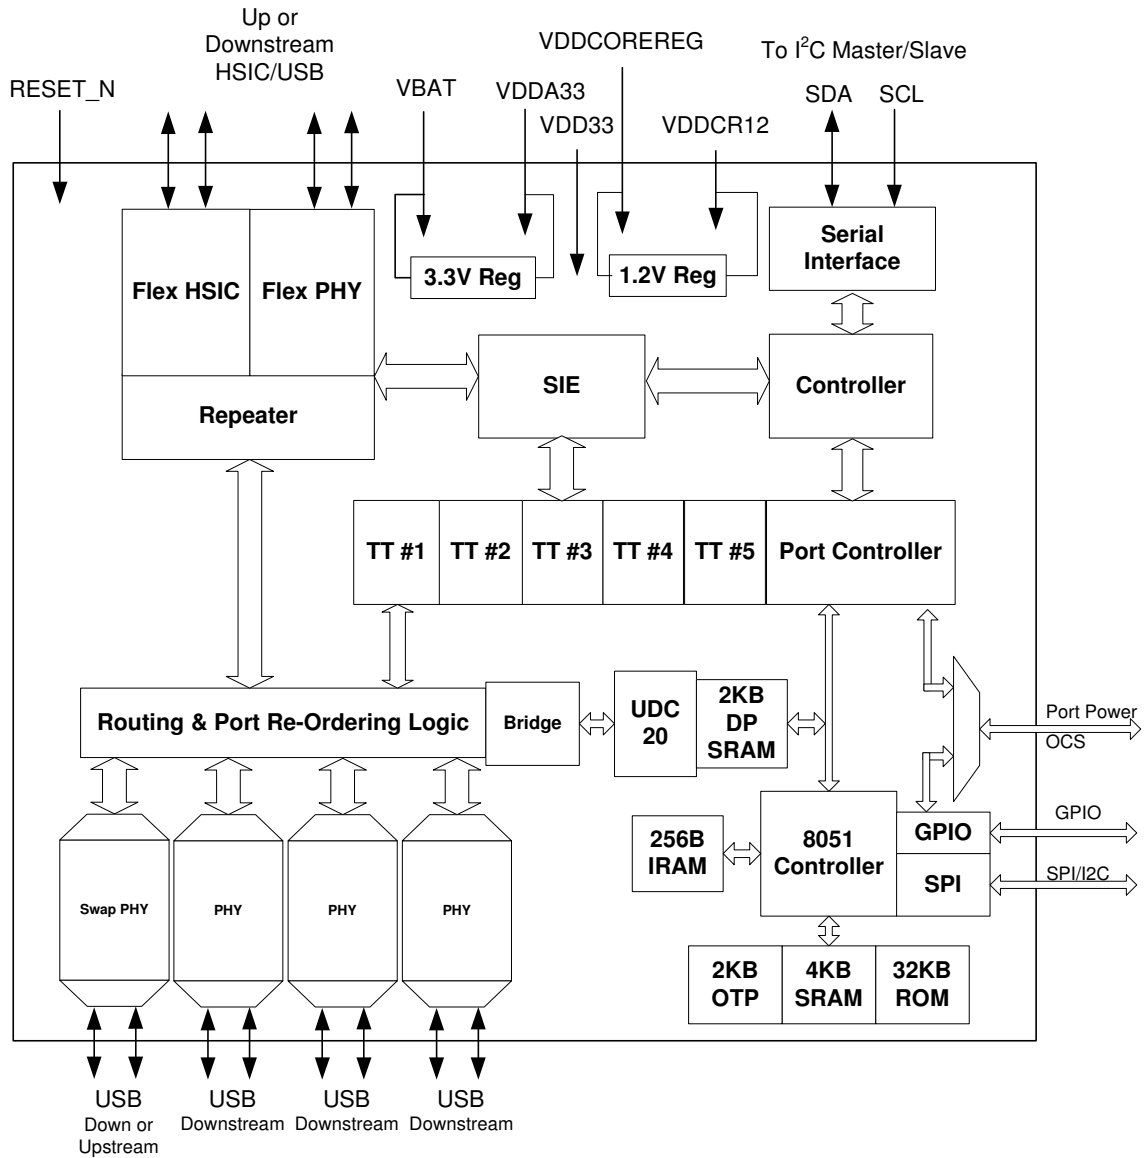 Up or
Downstream
HSIC/USB
RESET_N
VBAT
VDDA33
VDDCOREREG
VDD33
VDDCR12
To I²C Master/Slave
SDA
SCL
Flex HSIC
Flex PHY
3.3V Reg
1.2V Reg
Serial
Interface
Repeater
SIE
Controller
TT #1
TT #2
TT #3
TT #4
TT #5
Port Controller
Routing & Port Re-Ordering Logic
Bridge
UDC
20
2KB
DP
SRAM
Port Power
OCS
256B
IRAM
8051
Controller
GPIO
GPIO
SPI
SPI/I2C
Swap PHY
PHY
PHY
PHY
2KB
OTP
4KB
SRAM
32KB
ROM
USB
Down or
Upstream
USB
Downstream
USB
Downstream
USB
Downstream